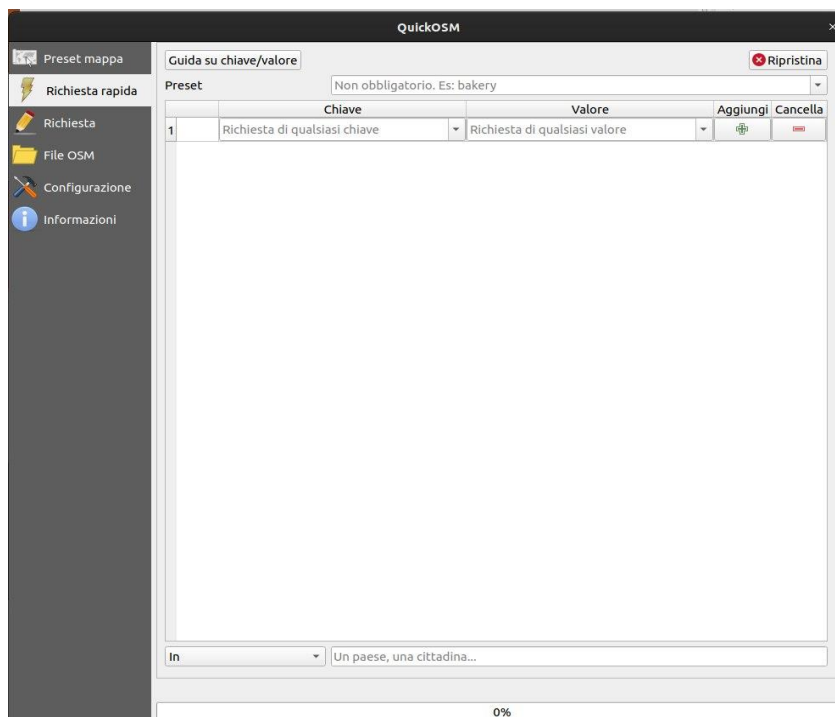 QuickOSM
×
Preset mappa
Richiesta rapida
Richiesta
File OSM
Configurazione
Informazioni
Guida su chiave/valore
Ripristina
Preset
Non obbligatorio. Es: bakery
Chiave Valore Aggiungi Cancella
1 Richiesta di qualsiasi chiave Richiesta di qualsiasi valore
In Un paese, una cittadina...
0%